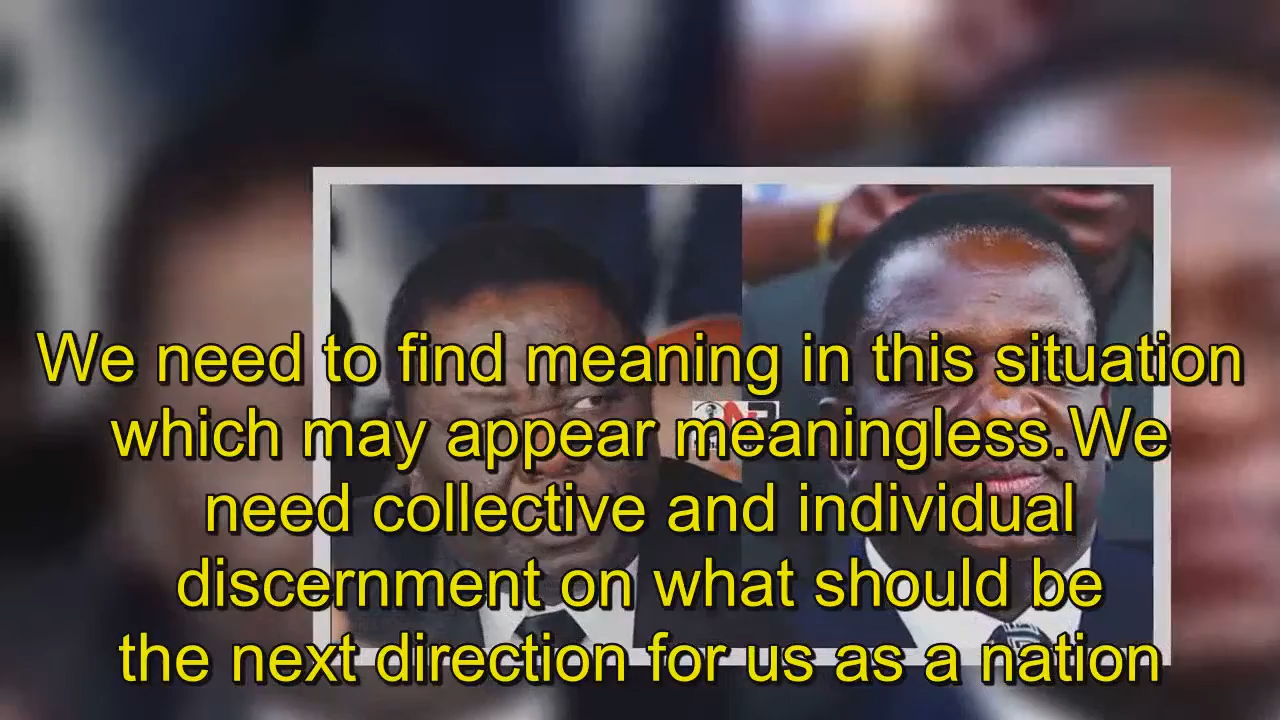 We need to find meaning in this situation
which may appear meaningless.We
need collective and individual
discernment on what should be
the next direction for us as a nation